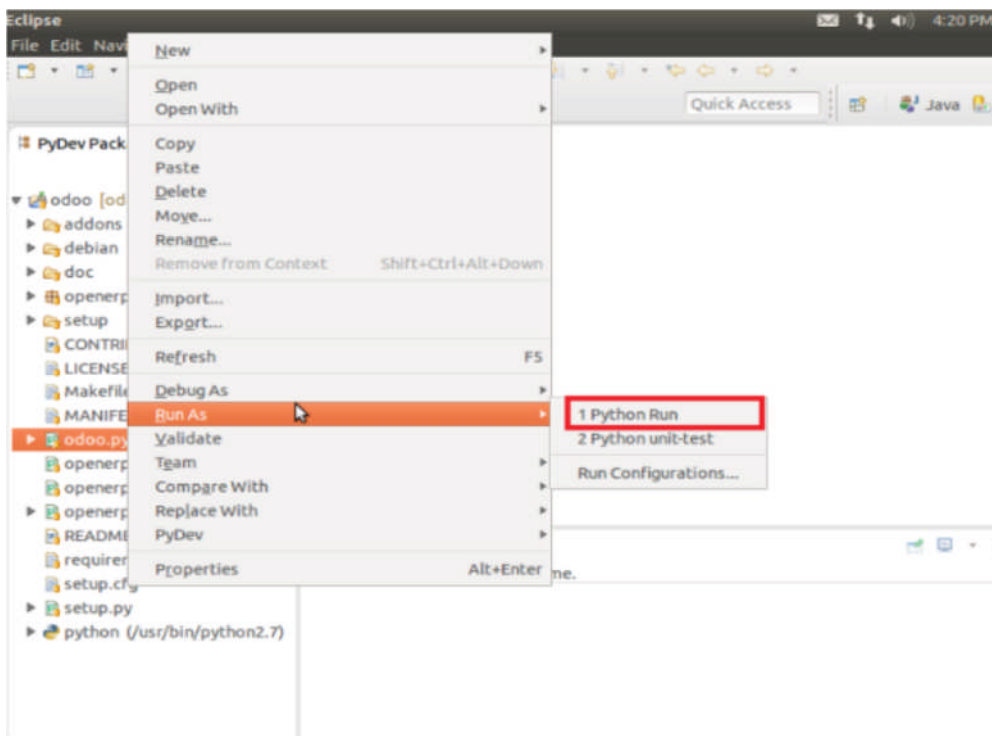 Eclipse
4:20 PM
File Edit Navi
Quick Access
Java
PyDev Pack
odoo [od
addons
debian
doc
openerp
setup
CONTRI
LICENSE
Makefile
MANIFE
odoo.py
openerp
openerp
openerp
README
requirer
setup.cfg
setup.py
python (/usr/bin/python2.7)
New
Open
Open With
Copy
Paste
Delete
Move...
Rename...
Remove from Context Shift+Ctrl+Alt+Down
Import...
Export...
Refresh F5
Debug As
Run As
Validate
Team
Compare With
Replace With
PyDev
Properties Alt+Enter
1 Python Run
2 Python unit-test
Run Configurations...
me.